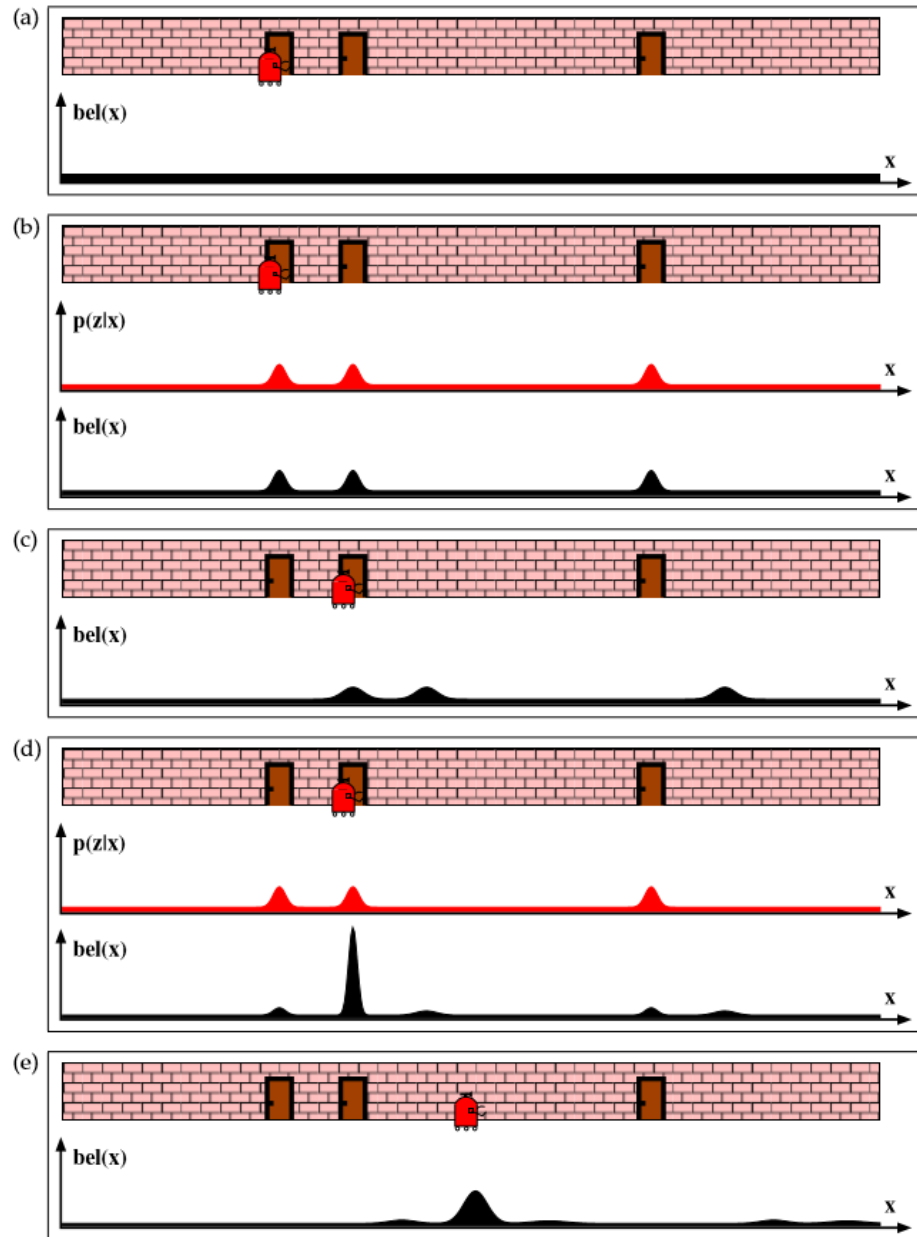 (a)
bel(x)
x
(b)
p(z|x)
x
bel(x)
x
(c)
bel(x)
x
(d)
p(z|x)
x
bel(x)
x
(e)
bel(x)
x